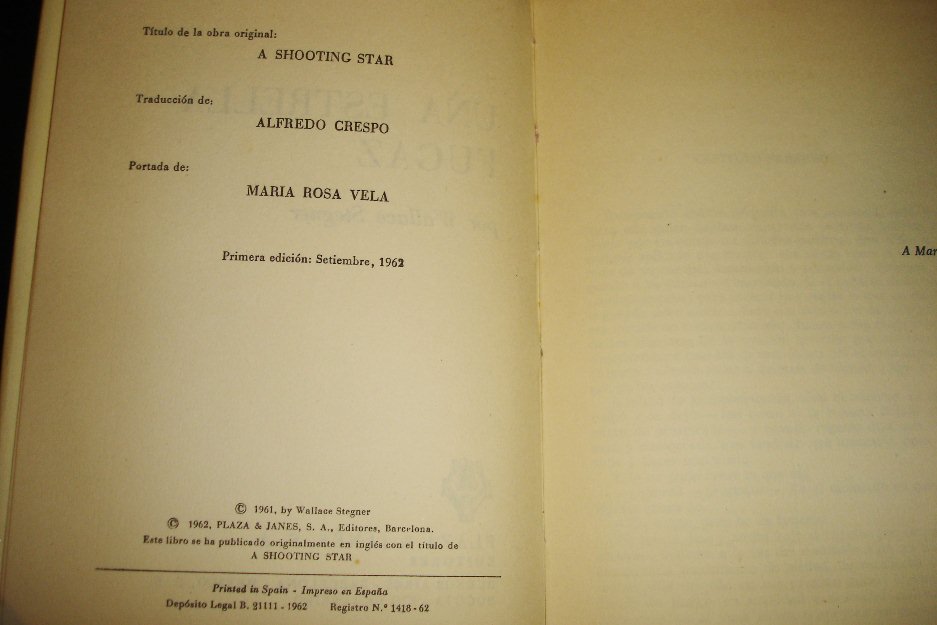 Título de la obra original:
A SHOOTING STAR
Traducción de:
ALFREDO CRESPO
Portada de:
MARIA ROSA VELA
Primera edición: Setiembre, 1962
© 1961, by Wallace Stegner
© 1962, PLAZA & JANES, S. A., Editores, Barcelona.
Este libro se ha publicado originalmente en inglés con el título de
A SHOOTING STAR
Printed in Spain - Impreso en España
Depósito Legal B. 21111 - 1962 Registro N.º 1418 - 62
A Mar